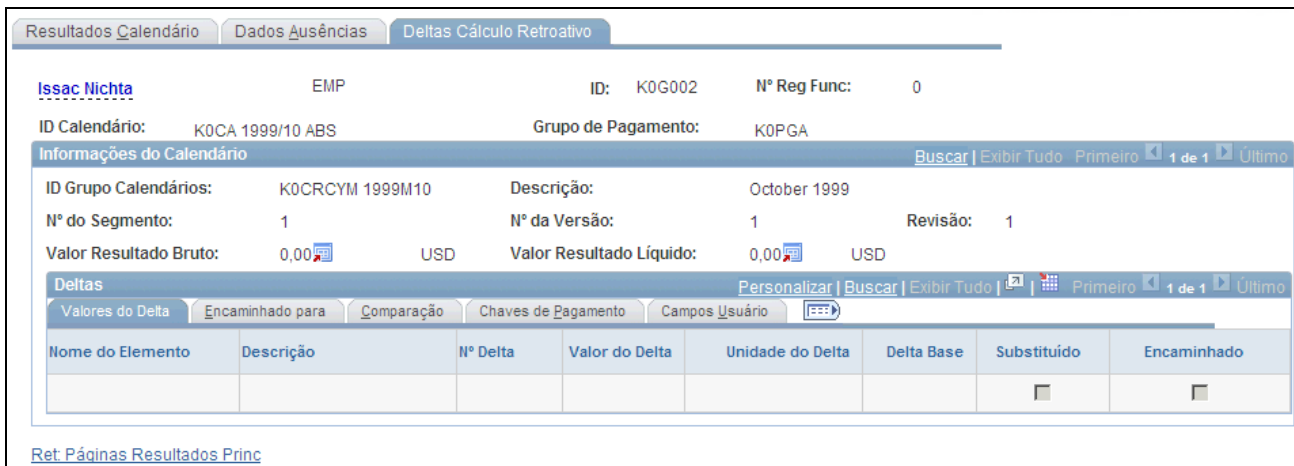 Resultados Calendário Dados Ausências Deltas Cálculo Retroativo
Issac Nichta EMP ID: K0G002 Nº Reg Func: 0
ID Calendário: K0CA 1999/10 ABS Grupo de Pagamento: K0PGA
Informações do Calendário Buscar | Exibir Tudo Primeiro 1 de 1 Último
ID Grupo Calendários: K0CRCYM 1999M10 Descrição: October 1999
Nº do Segmento: 1 Nº da Versão: 1 Revisão: 1
Valor Resultado Bruto: 0,00 USD Valor Resultado Líquido: 0,00 USD
Deltas Personalizar | Buscar | Exibir Tudo | | Primeiro 1 de 1 Último
Valores do Delta Encaminhado para Comparação Chaves de Pagamento Campos Usuário
Nome do Elemento Descrição Nº Delta Valor do Delta Unidade do Delta Delta Base Substituído Encaminhado
Ret: Páginas Resultados Princ